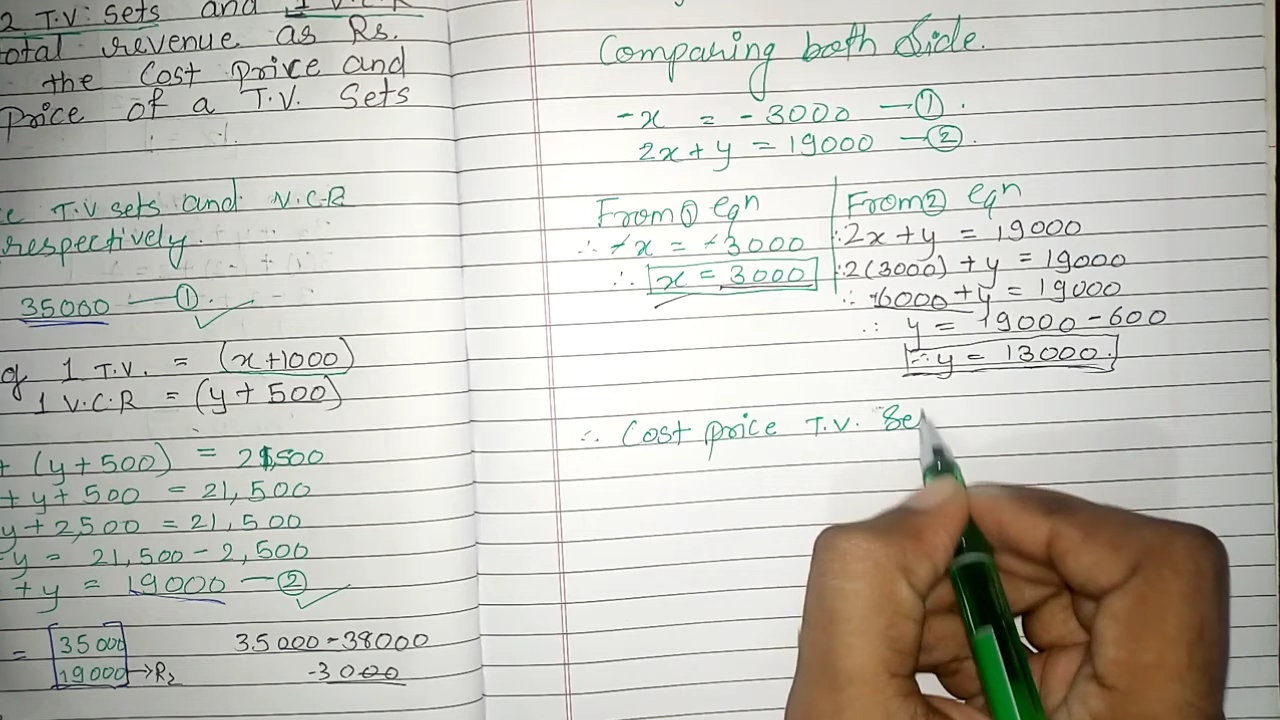 2 T.V. Sets and 1 V.C.R
total revenue as Rs.
the Cost Price and
Price of a T.V. Sets
T.V sets and V.C.R
respectively.
35000 — ①.
of 1 T.V. = (x+1000)
1 V.C.R = (y+500)
+ (y+500) = 21,500
+ y + 500 = 21,500
y + 2,500 = 21,500
y = 21,500 - 2,500
+ y = 19000 — ②
= [35000
19000] → R₂
35000 - 38000
-3000
Comparing both Side.
-x = -3000 — ①.
2x + y = 19000 — ②.
From ① eqn
∴ -x = -3000
∴ x = 3000
From ② eqn
∴ 2x + y = 19000
∴ 2(3000) + y = 19000
∴ 6000 + y = 19000
∴ y = 19000 - 600
∴ y = 13000.
∴ Cost price T.V. Se